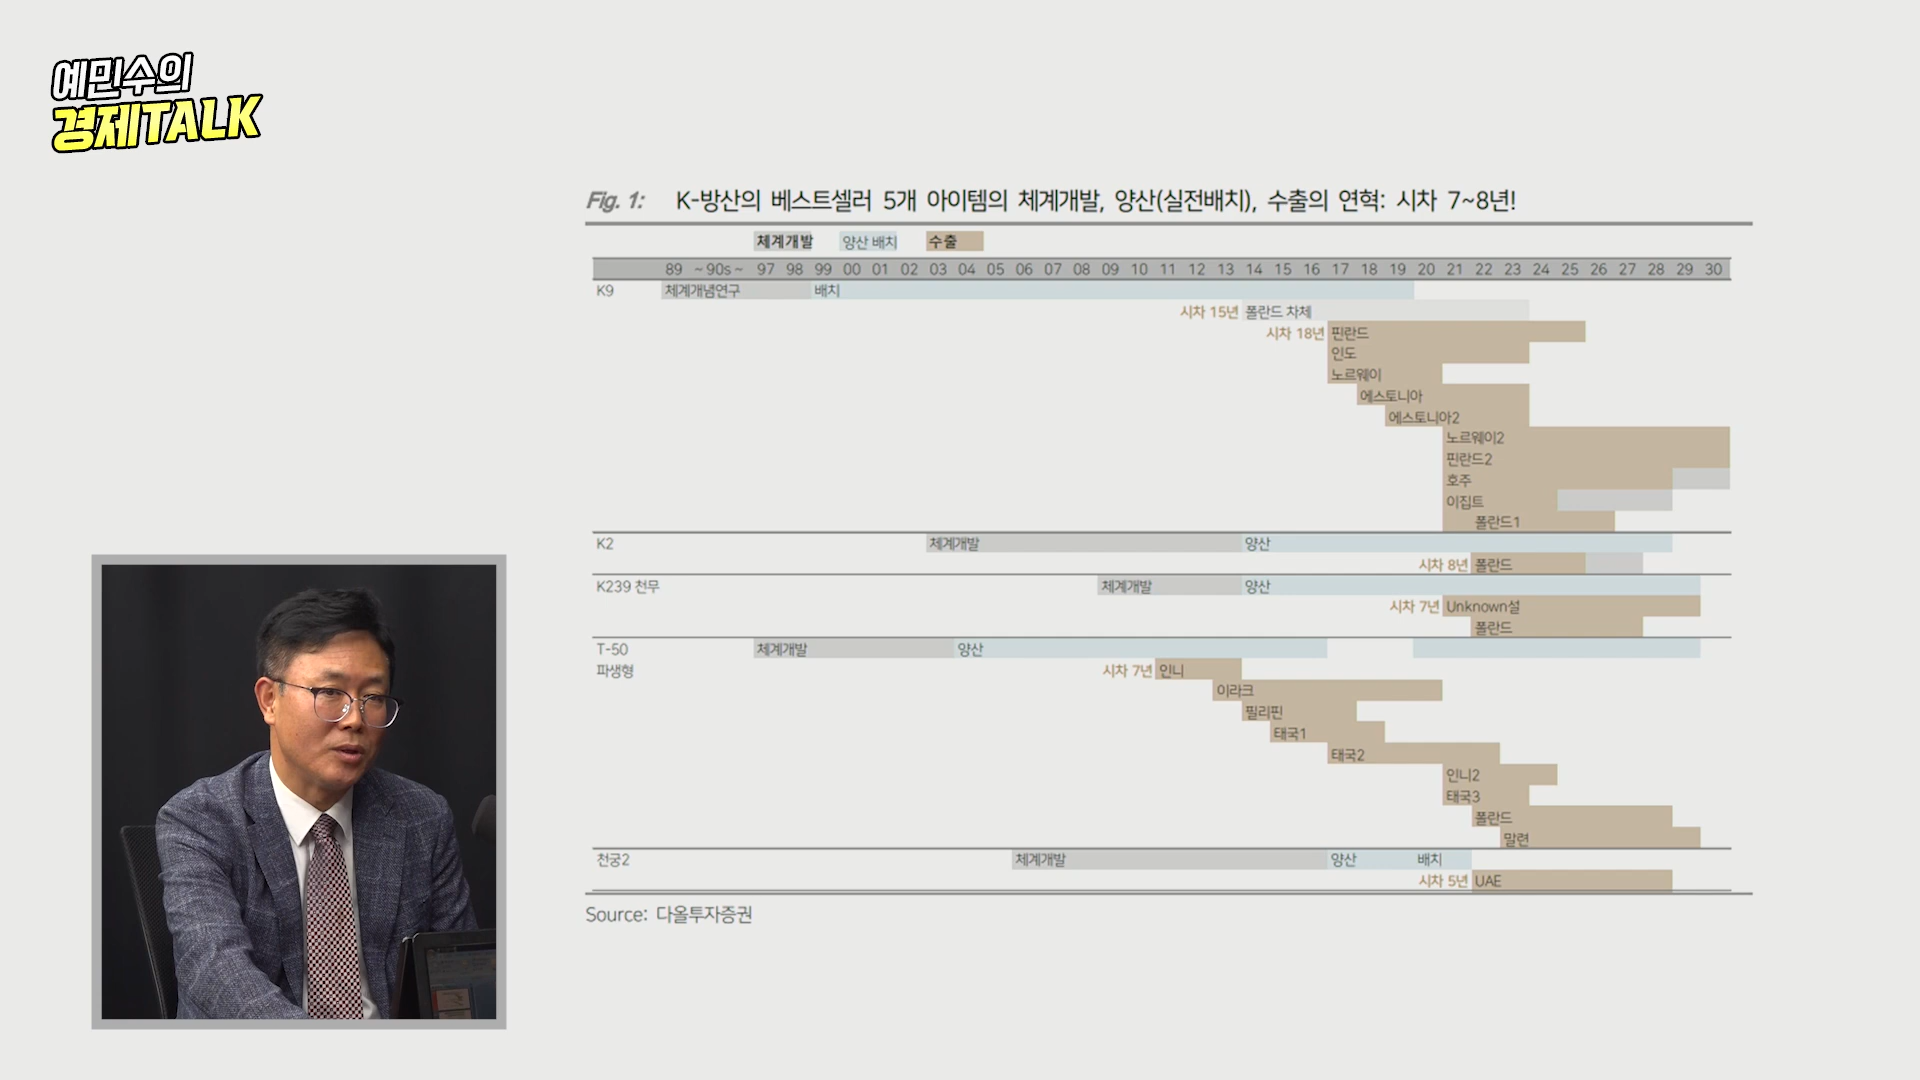 예민수의
경제TALK
Fig. 1: K-방산의 베스트셀러 5개 아이템의 체계개발, 양산(실전배치), 수출의 연혁: 시차 7~8년!
체계개발 양산 배치 수출
89 ~90s~ 97 98 99 00 01 02 03 04 05 06 07 08 09 10 11 12 13 14 15 16 17 18 19 20 21 22 23 24 25 26 27 28 29 30
K9 체계개념연구 배치
시차 15년 폴란드 차체
시차 18년 핀란드
인도
노르웨이
에스토니아
에스토니아2
노르웨이2
핀란드2
호주
이집트
폴란드1
K2 체계개발 양산
시차 8년 폴란드
K239 천무 체계개발 양산
시차 7년 Unknown설
폴란드
T-50 체계개발 양산
파생형 시차 7년 인니
이라크
필리핀
태국1
태국2
인니2
태국3
폴란드
말련
천궁2 체계개발 양산 배치
시차 5년 UAE
Source: 다올투자증권